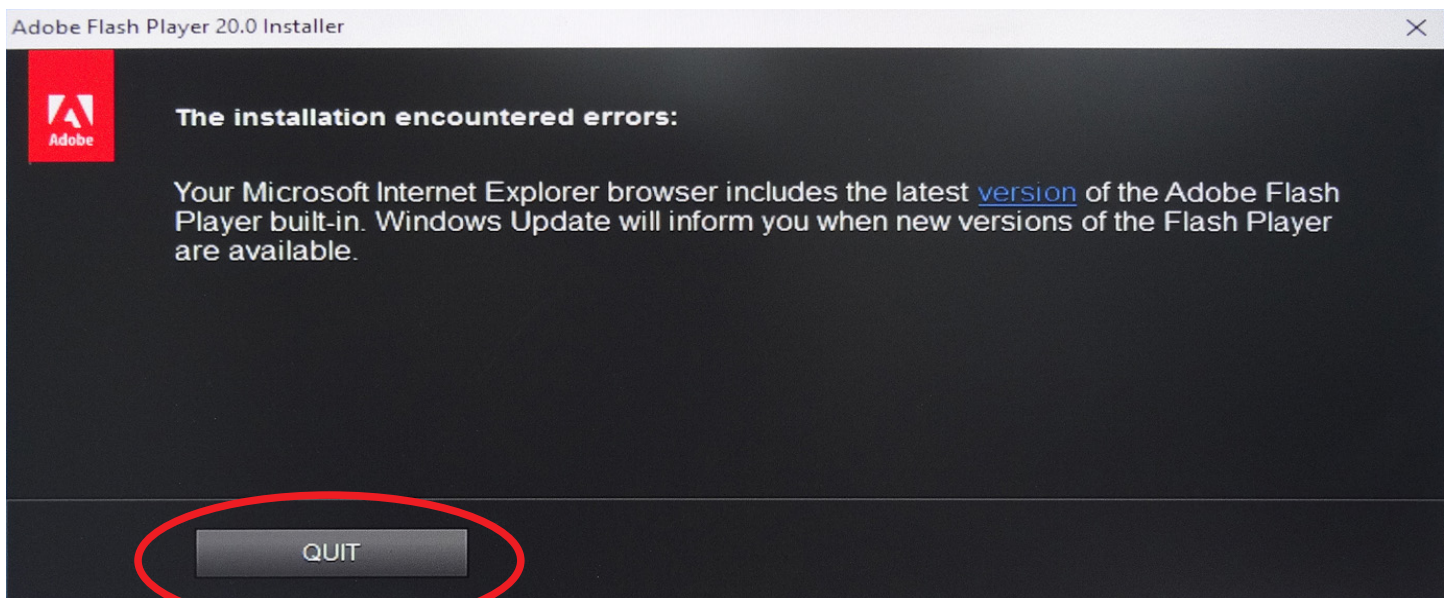 Adobe Flash Player 20.0 Installer
Adobe
The installation encountered errors:
Your Microsoft Internet Explorer browser includes the latest version of the Adobe Flash
Player built-in. Windows Update will inform you when new versions of the Flash Player
are available.
QUIT